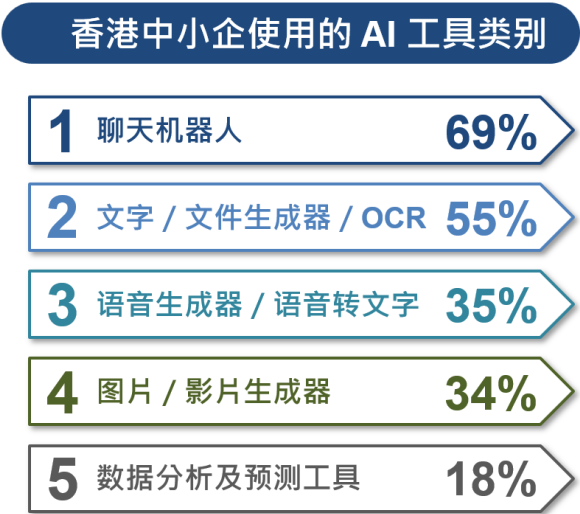 香港中小企使用的 AI 工具类别
1 聊天机器人 69%
2 文字 / 文件生成器 / OCR 55%
3 语音生成器 / 语音转文字 35%
4 图片 / 影片生成器 34%
5 数据分析及预测工具 18%